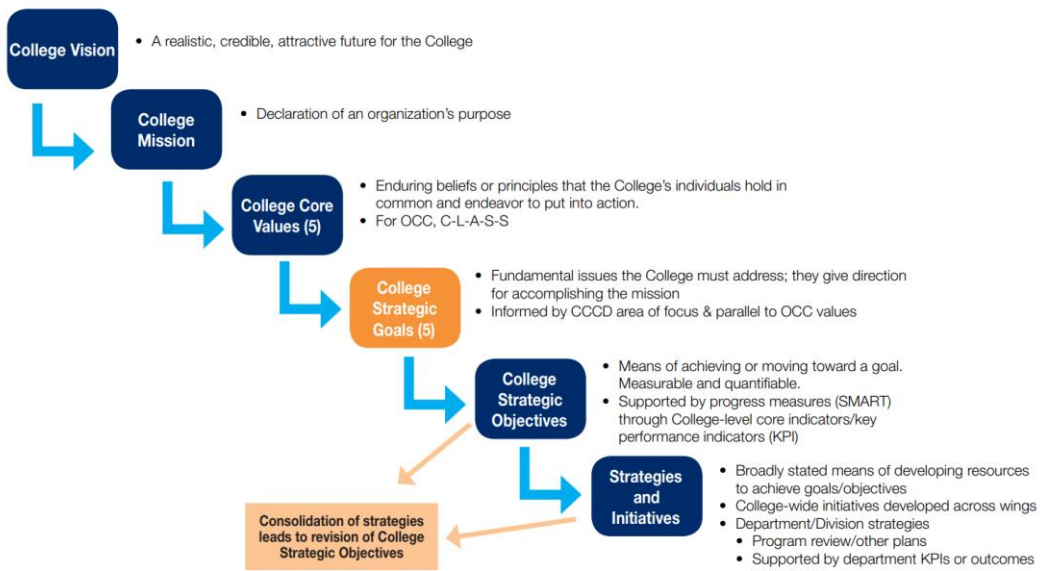 College Vision
• A realistic, credible, attractive future for the College
College
Mission
• Declaration of an organization's purpose
College Core
Values (5)
• Enduring beliefs or principles that the College's individuals hold in
common and endeavor to put into action.
• For OCC, C-L-A-S-S
College
Strategic
Goals (5)
• Fundamental issues the College must address; they give direction
for accomplishing the mission
• Informed by CCCD area of focus & parallel to OCC values
College
Strategic
Objectives
• Means of achieving or moving toward a goal.
Measurable and quantifiable.
• Supported by progress measures (SMART)
through College-level core indicators/key
performance indicators (KPI)
Strategies
and
Initiatives
• Broadly stated means of developing resources
to achieve goals/objectives
• College-wide initiatives developed across wings
• Department/Division strategies
• Program review/other plans
• Supported by department KPIs or outcomes
Consolidation of strategies
leads to revision of College
Strategic Objectives